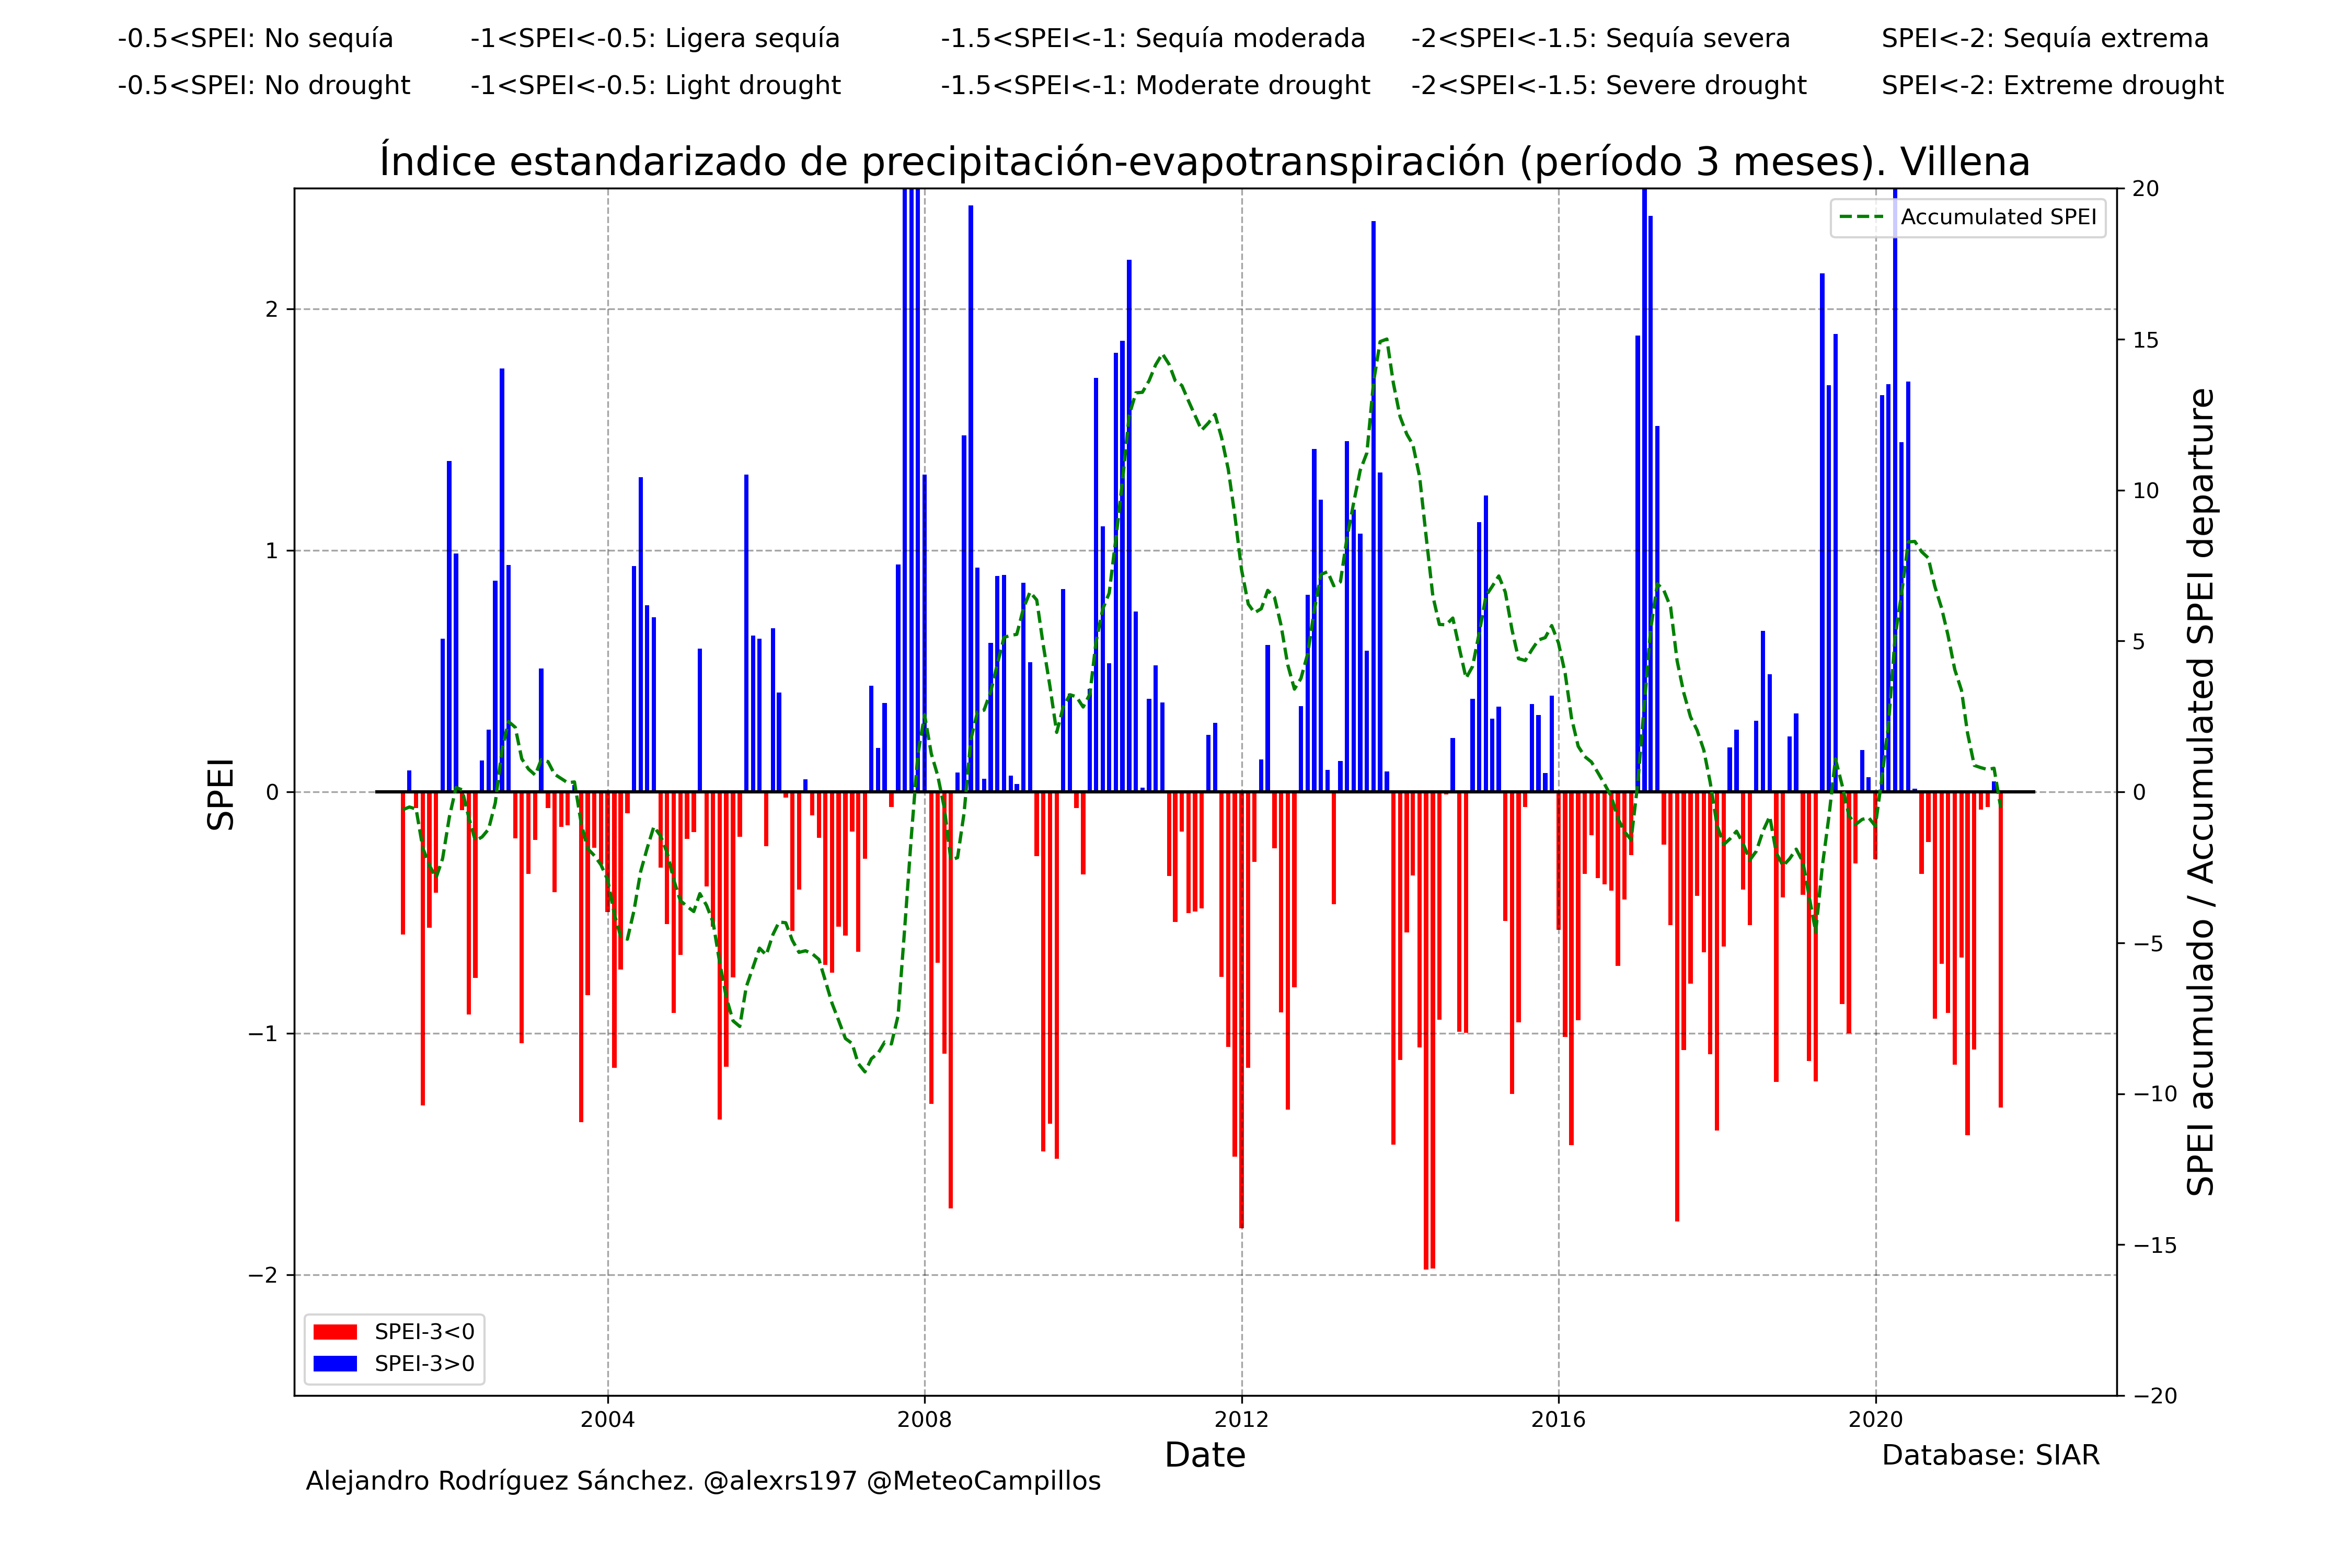 -0.5<SPEI: No sequía -1<SPEI<-0.5: Ligera sequía -1.5<SPEI<-1: Sequía moderada -2<SPEI<-1.5: Sequía severa SPEI<-2: Sequía extrema
-0.5<SPEI: No drought -1<SPEI<-0.5: Light drought -1.5<SPEI<-1: Moderate drought -2<SPEI<-1.5: Severe drought SPEI<-2: Extreme drought
Índice estandarizado de precipitación-evapotranspiración (período 3 meses). Villena
Accumulated SPEI
SPEI
2
1
0
−1
−2
20
15
10
5
0
−5
−10
−15
−20
SPEI acumulado / Accumulated SPEI departure
SPEI-3<0
SPEI-3>0
2004 2008 2012 2016 2020
Date
Database: SIAR
Alejandro Rodríguez Sánchez. @alexrs197 @MeteoCampillos